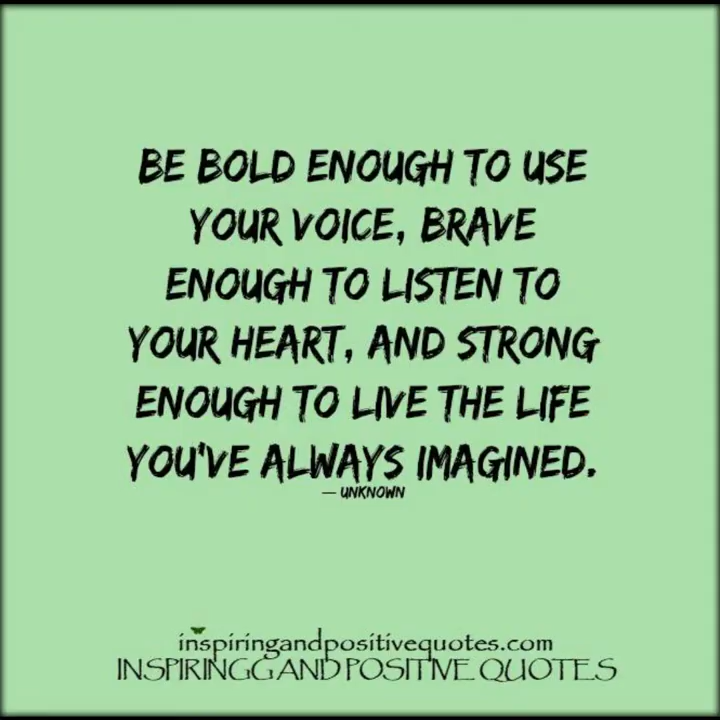 BE BOLD ENOUGH TO USE
YOUR VOICE, BRAVE
ENOUGH TO LISTEN TO
YOUR HEART, AND STRONG
ENOUGH TO LIVE THE LIFE
YOU'VE ALWAYS IMAGINED.
— UNKNOWN
inspiringandpositivequotes.com
INSPIRINGGAND POSITIVE QUOTES